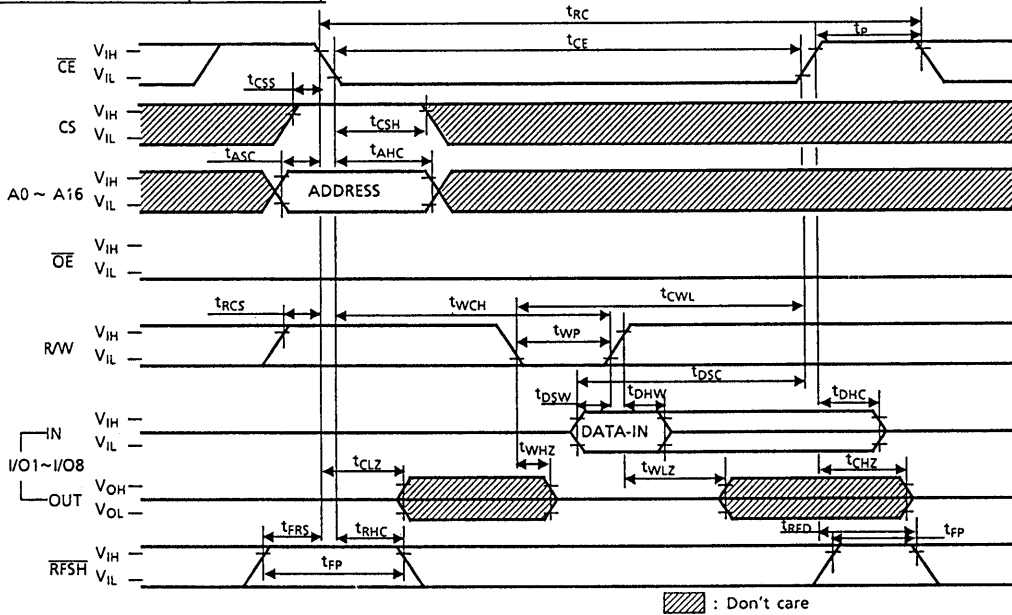 tRC
tP
tCE
CE VIH
VIL
tCSS
CS VIH
VIL
tCSH
tASC
tAHC
A0 ~ A16 VIH
VIL
ADDRESS
OE VIH
VIL
tRCS
tWCH
tCWL
R/W VIH
VIL
tWP
tDSC
tDSW
tDHW
tDHC
IN VIH
VIL
DATA-IN
I/O1~I/O8
tWHZ
tCLZ
tWLZ
tCHZ
OUT VOH
VOL
tFRS
tRHC
tRFD
tFP
RFSH VIH
VIL
tFP
: Don't care